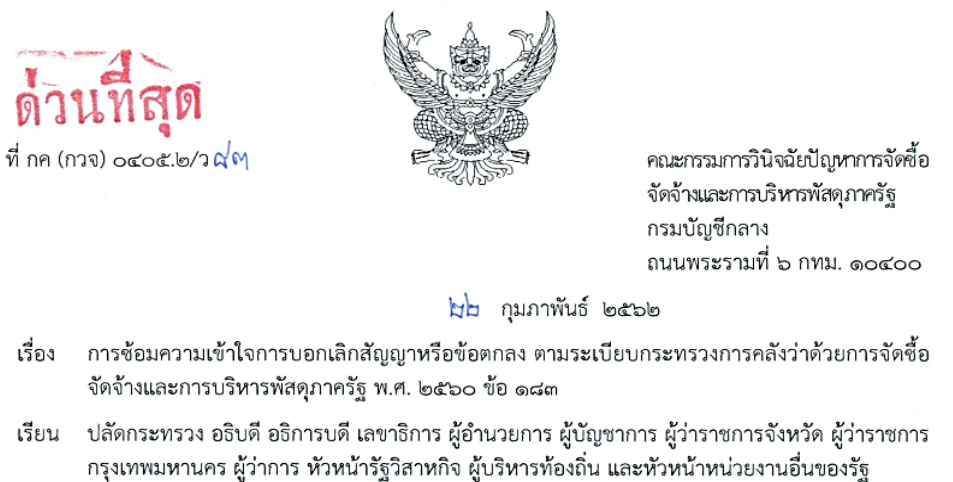 ด่วนที่สุด
ที่ กค (กวจ) ๐๔๐๕.๒/ว ๘๓
คณะกรรมการวินิจฉัยปัญหาการจัดซื้อ
จัดจ้างและการบริหารพัสดุภาครัฐ
กรมบัญชีกลาง
ถนนพระรามที่ ๖ กทม. ๑๐๔๐๐
๒๒ กุมภาพันธ์ ๒๕๖๒
เรื่อง การซ้อมความเข้าใจการบอกเลิกสัญญาหรือข้อตกลง ตามระเบียบกระทรวงการคลังว่าด้วยการจัดซื้อ
จัดจ้างและการบริหารพัสดุภาครัฐ พ.ศ. ๒๕๖๐ ข้อ ๑๘๓
เรียน ปลัดกระทรวง อธิบดี อธิการบดี เลขาธิการ ผู้อำนวยการ ผู้บัญชาการ ผู้ว่าราชการจังหวัด ผู้ว่าราชการ
กรุงเทพมหานคร ผู้ว่าการ หัวหน้ารัฐวิสาหกิจ ผู้บริหารท้องถิ่น และหัวหน้าหน่วยงานอื่นของรัฐ